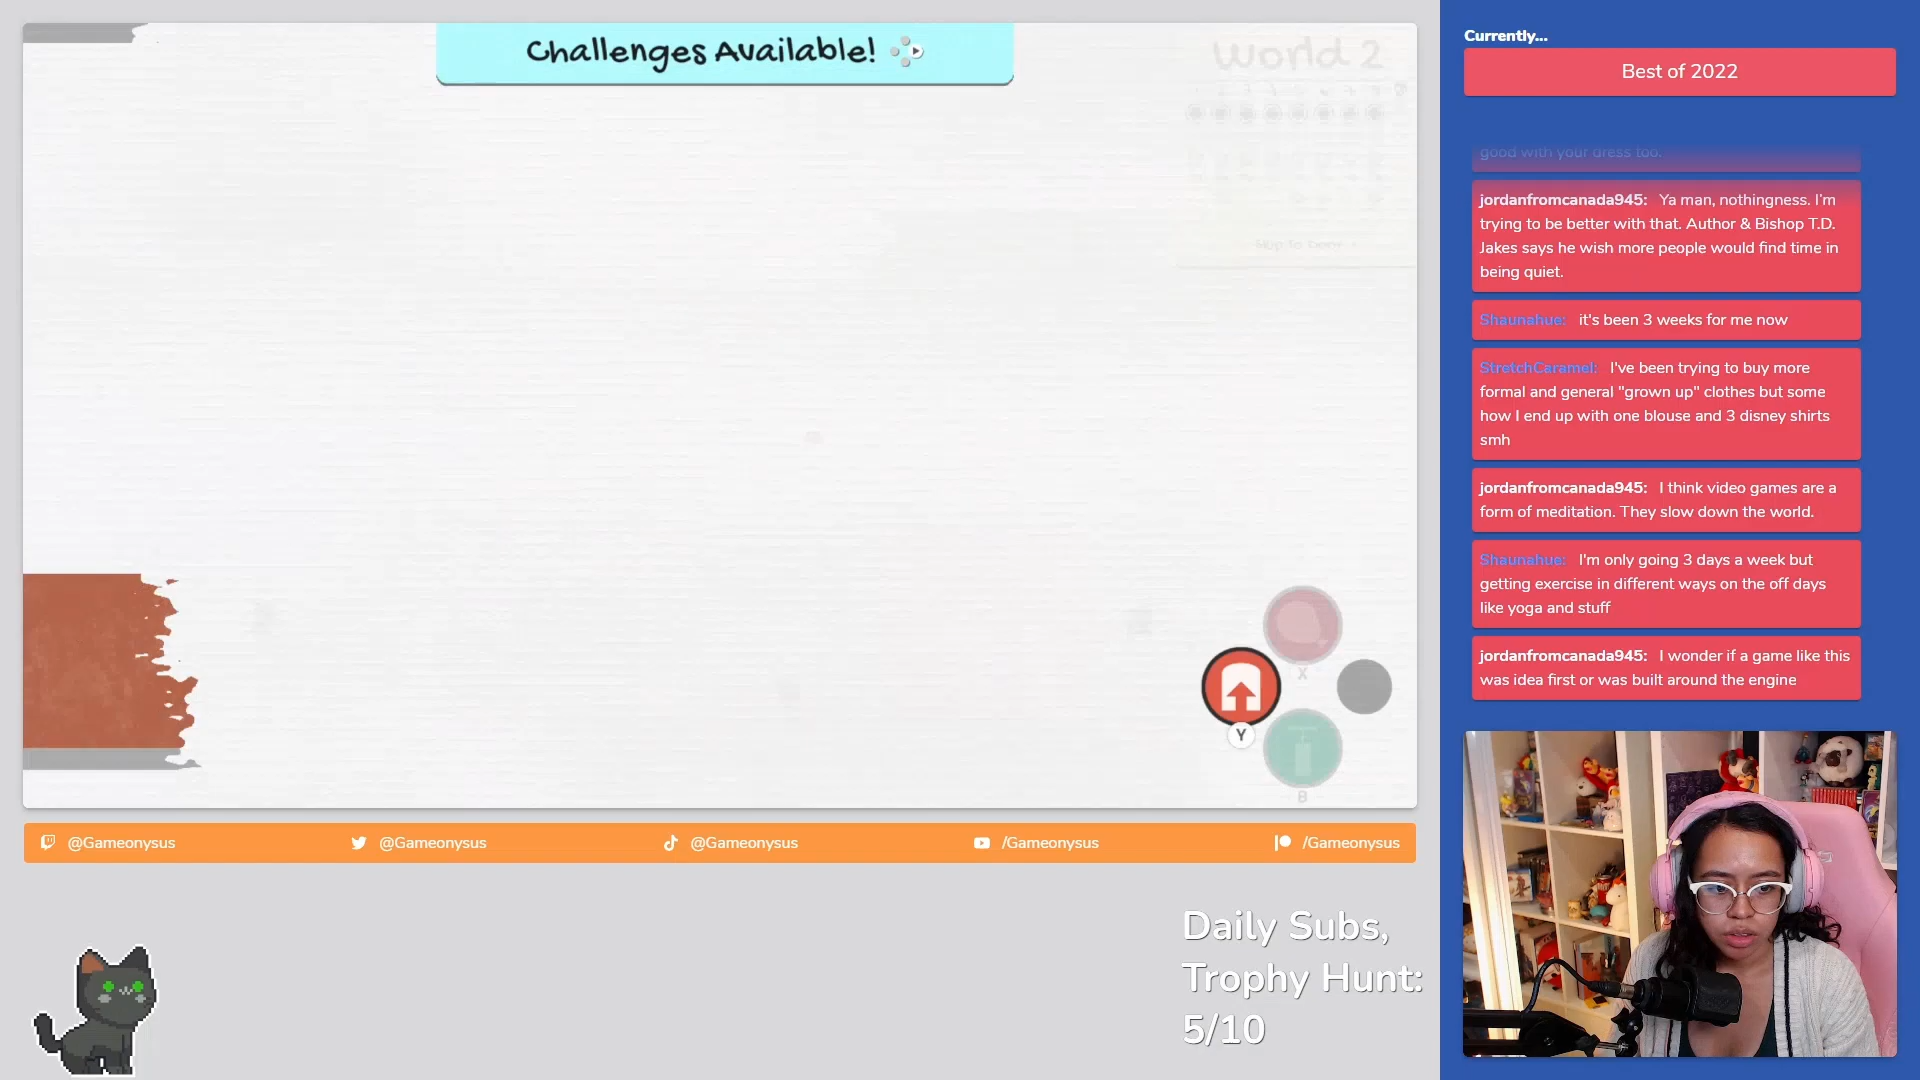 Challenges Available!
World 2
Skip to Devy
X
Y
B
@Gameonysus
@Gameonysus
@Gameonysus
/Gameonysus
/Gameonysus
Daily Subs,
Trophy Hunt:
5/10
Currently...
Best of 2022
good with your dress too.
jordanfromcanada945: Ya man, nothingness. I'm
trying to be better with that. Author & Bishop T.D.
Jakes says he wish more people would find time in
being quiet.
Shaunahue: it's been 3 weeks for me now
StretchCaramel: I've been trying to buy more
formal and general "grown up" clothes but some
how I end up with one blouse and 3 disney shirts
smh
jordanfromcanada945: I think video games are a
form of meditation. They slow down the world.
Shaunahue: I'm only going 3 days a week but
getting exercise in different ways on the off days
like yoga and stuff
jordanfromcanada945: I wonder if a game like this
was idea first or was built around the engine